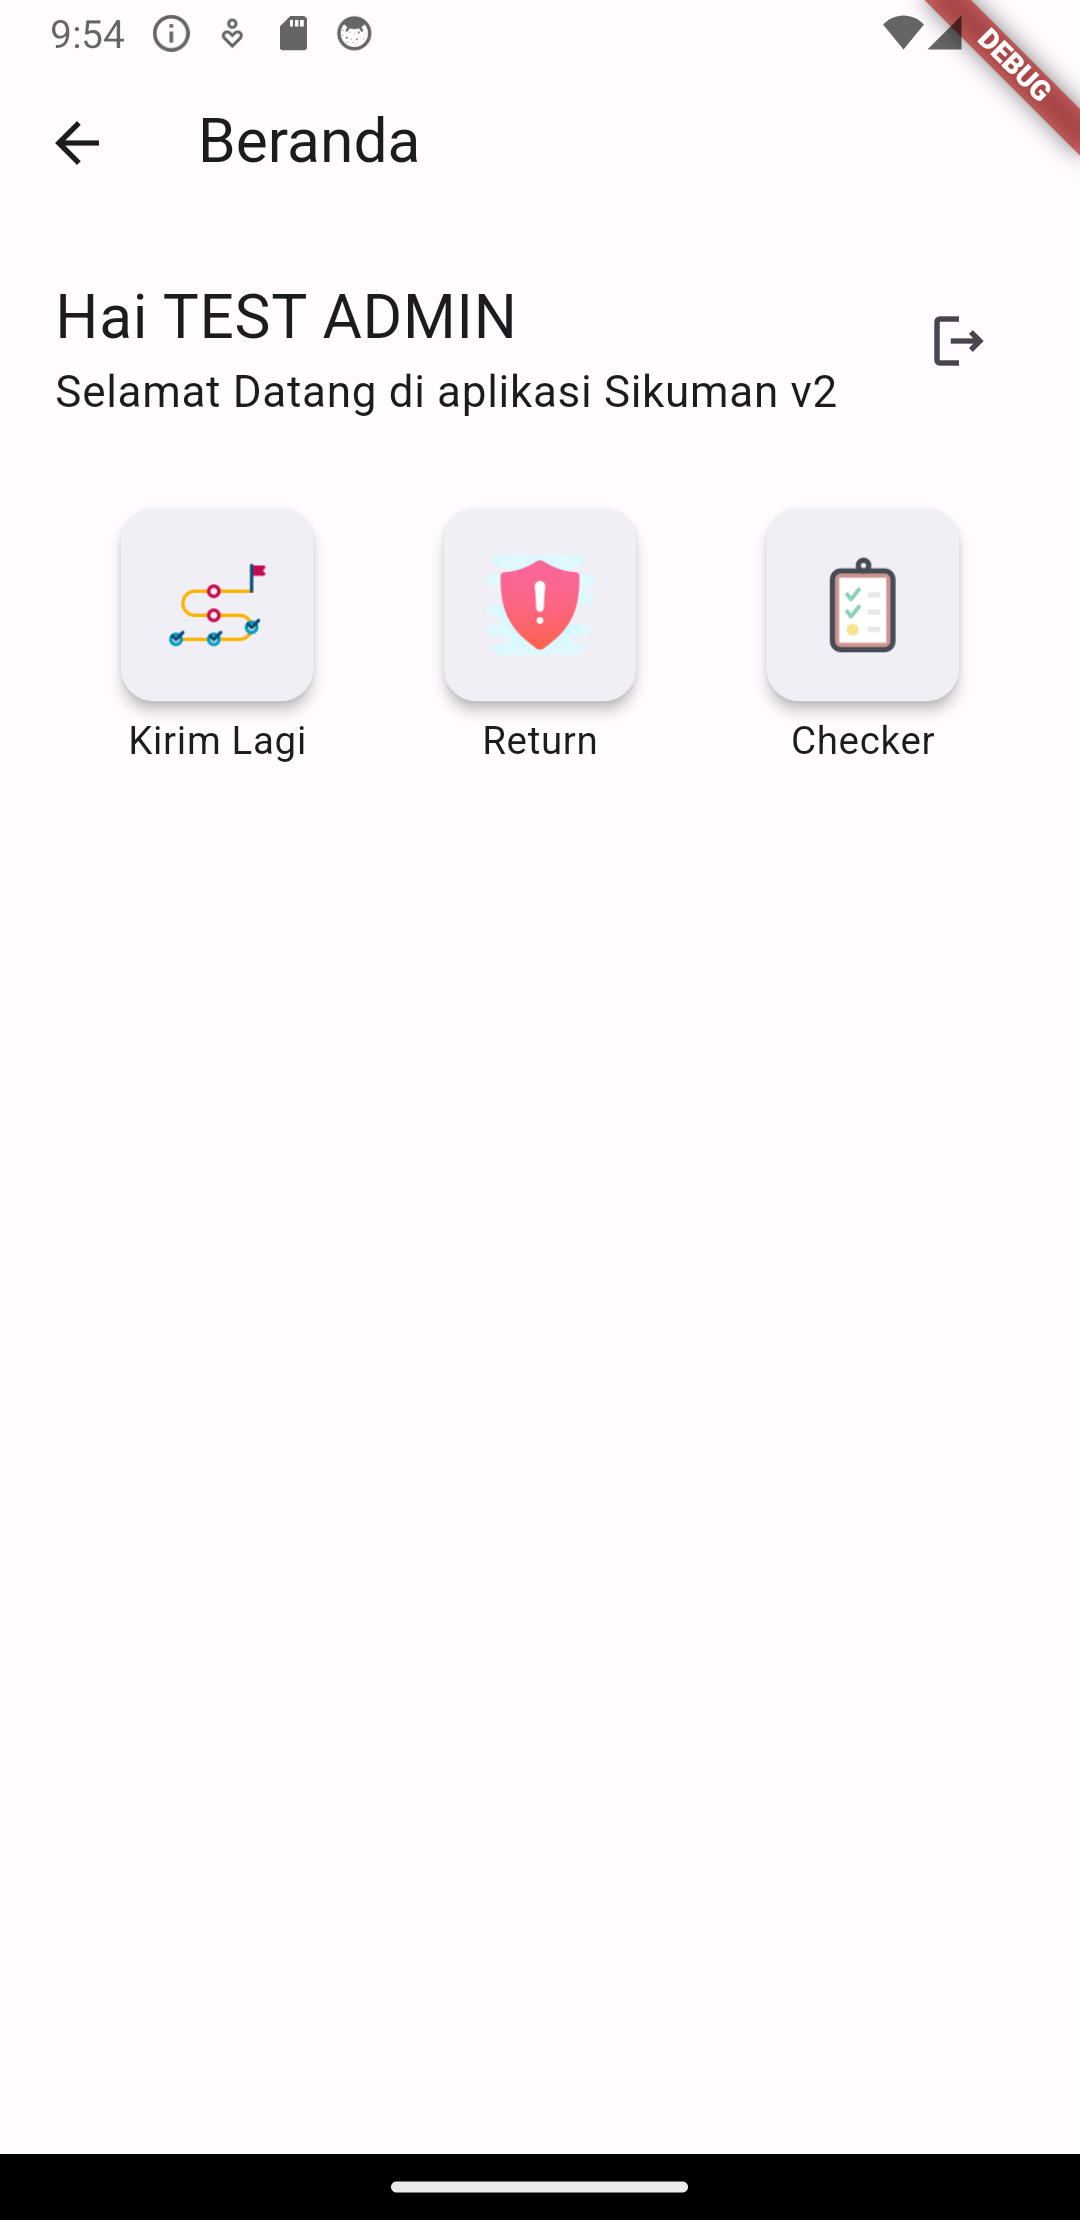 9:54
DEBUG
Beranda
Hai TEST ADMIN
Selamat Datang di aplikasi Sikuman v2
Kirim Lagi
Return
Checker